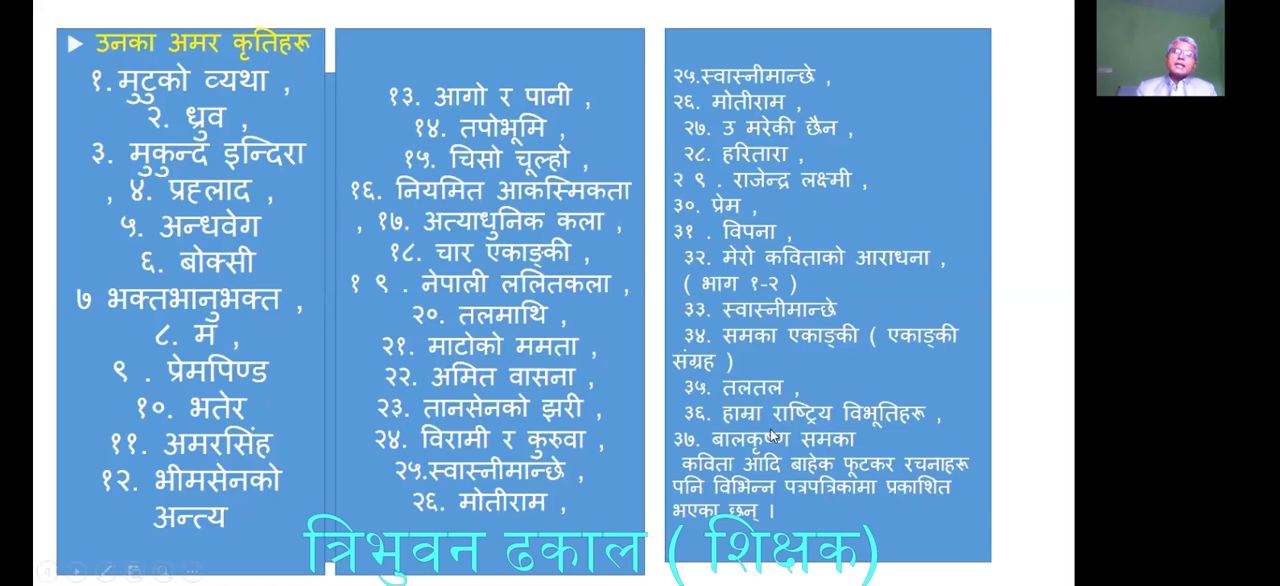 उनका अमर कृतिहरू
१. मुटुको व्यथा ,
२. ध्रुव ,
३. मुकुन्द इन्दिरा
, ४. प्रह्लाद ,
५. अन्धवेग
६. बोक्सी
७ भक्तभानुभक्त ,
८. म ,
९ . प्रेमपिण्ड
१०. भतेर
११. अमरसिंह
१२. भीमसेनको
अन्त्य
१३. आगो र पानी ,
१४. तपोभूमि ,
१५. चिसो चूल्हो ,
१६. नियमित आकस्मिकता
, १७. अत्याधुनिक कला ,
१८. चार एकाङ्की ,
१ ९ . नेपाली ललितकला ,
२०. तलमाथि ,
२१. माटोको ममता ,
२२. अमित वासना ,
२३. तानसेनको झरी ,
२४. विरामी र कुरुवा ,
२५.स्वास्नीमान्छे ,
२६. मोतीराम ,
२५.स्वास्नीमान्छे ,
२६. मोतीराम ,
२७. उ मरेकी छैन ,
२८. हरितारा ,
२ ९ . राजेन्द्र लक्ष्मी ,
३०. प्रेम ,
३१ . विपना ,
३२. मेरो कविताको आराधना ,
( भाग १-२ )
३३. स्वास्नीमान्छे
३४. समका एकाङ्की ( एकाङ्की
संग्रह )
३५. तलतल ,
३६. हाम्रा राष्ट्रिय विभूतिहरू ,
३७. बालकृष्ण समका
कविता आदि बाहेक फूटकर रचनाहरू
पनि विभिन्न पत्रपत्रिकामा प्रकाशित
भएका छन् ।
त्रिभुवन ढकाल ( शिक्षक)